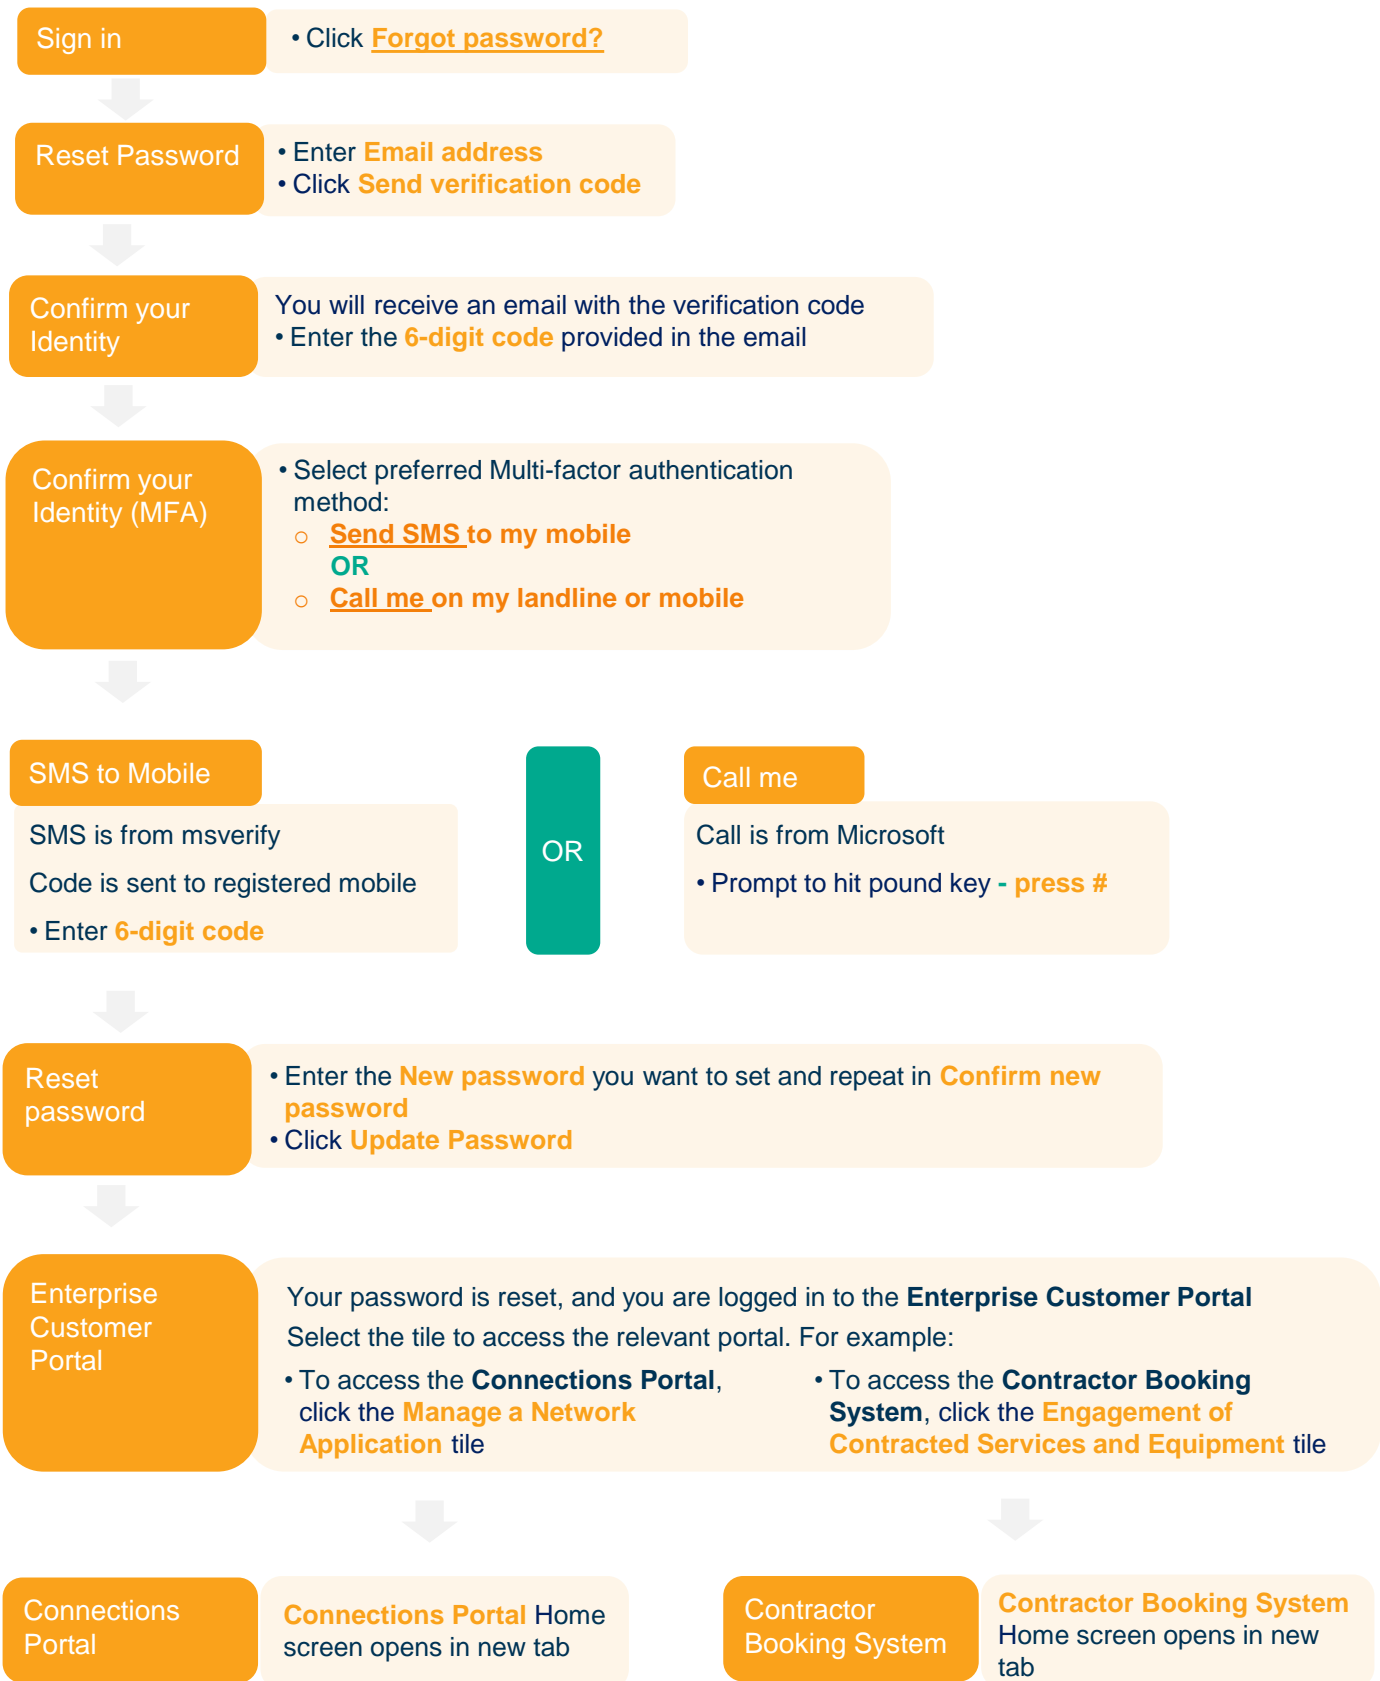 Sign in
• Click Forgot password?
Reset Password
• Enter Email address
• Click Send verification code
Confirm your
Identity
You will receive an email with the verification code
• Enter the 6-digit code provided in the email
Confirm your
Identity (MFA)
• Select preferred Multi-factor authentication
method:
o Send SMS to my mobile
OR
o Call me on my landline or mobile
SMS to Mobile
SMS is from msverify
Code is sent to registered mobile
• Enter 6-digit code
OR
Call me
Call is from Microsoft
• Prompt to hit pound key - press #
Reset
password
• Enter the New password you want to set and repeat in Confirm new
password
• Click Update Password
Enterprise
Customer
Portal
Your password is reset, and you are logged in to the Enterprise Customer Portal
Select the tile to access the relevant portal. For example:
• To access the Connections Portal,
click the Manage a Network
Application tile
• To access the Contractor Booking
System, click the Engagement of
Contracted Services and Equipment tile
Connections
Portal
Connections Portal Home
screen opens in new tab
Contractor
Booking System
Contractor Booking System
Home screen opens in new
tab